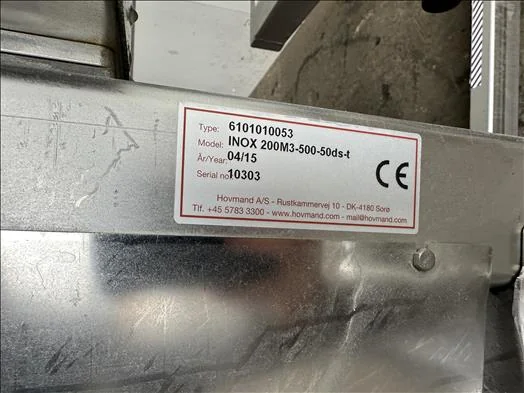 Type: 6101010053
Model: INOX 200M3-500-50ds-t
År/Year: 04/15
Serial no 10303
CE
Hovmand A/S - Rustkammervej 10 - DK-4180 Sorø
Tlf. +45 5783 3300 - www.hovmand.com - mail@hovmand.com